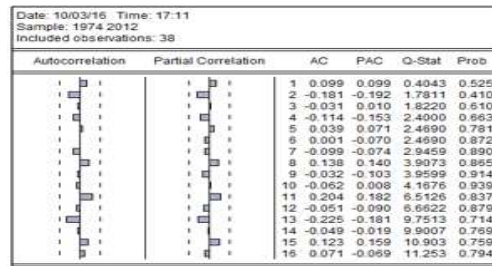 Date: 10/03/16 Time: 17:11
Sample: 1974 2012
Included observations: 38
Autocorrelation Partial Correlation AC PAC Q-Stat Prob
1 0.099 0.099 0.4043 0.525
2 -0.181 -0.192 1.7811 0.410
3 -0.031 0.010 1.8220 0.610
4 -0.114 -0.153 2.4000 0.663
5 0.039 0.071 2.4690 0.781
6 0.001 -0.070 2.4690 0.872
7 -0.099 -0.074 2.9459 0.890
8 0.138 0.140 3.9073 0.865
9 -0.032 -0.103 3.9599 0.914
10 -0.062 0.008 4.1676 0.939
11 0.204 0.182 6.5126 0.837
12 -0.051 -0.090 6.6622 0.879
13 -0.225 -0.181 9.7513 0.714
14 -0.049 -0.019 9.9007 0.769
15 0.123 0.159 10.903 0.759
16 0.071 -0.069 11.253 0.794